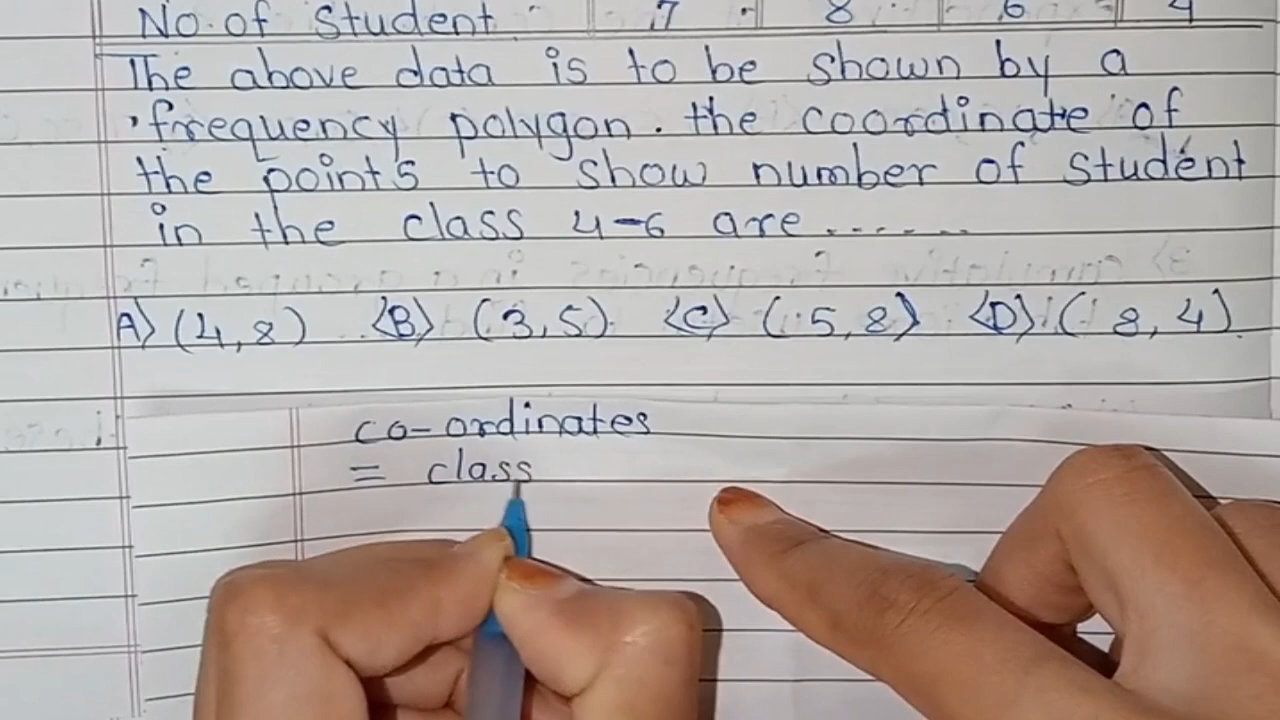 No. of Student 7 8 6 4
The above data is to be shown by a
frequency polygon. the coordinate of
the points to show number of student
in the class 4-6 are......
A) (4,8) <B> (3,5) <C> (5,8) <D> (8,4)
co-ordinates
= class